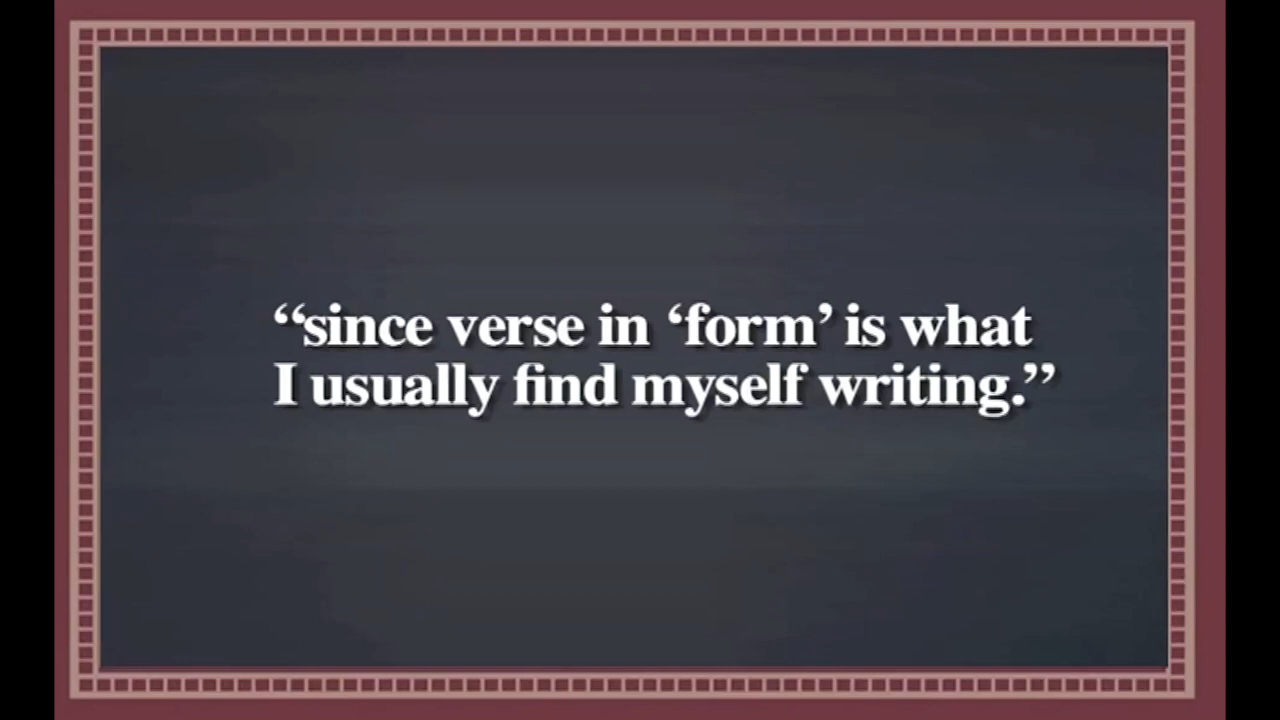 “since verse in ‘form’ is what
I usually find myself writing.”